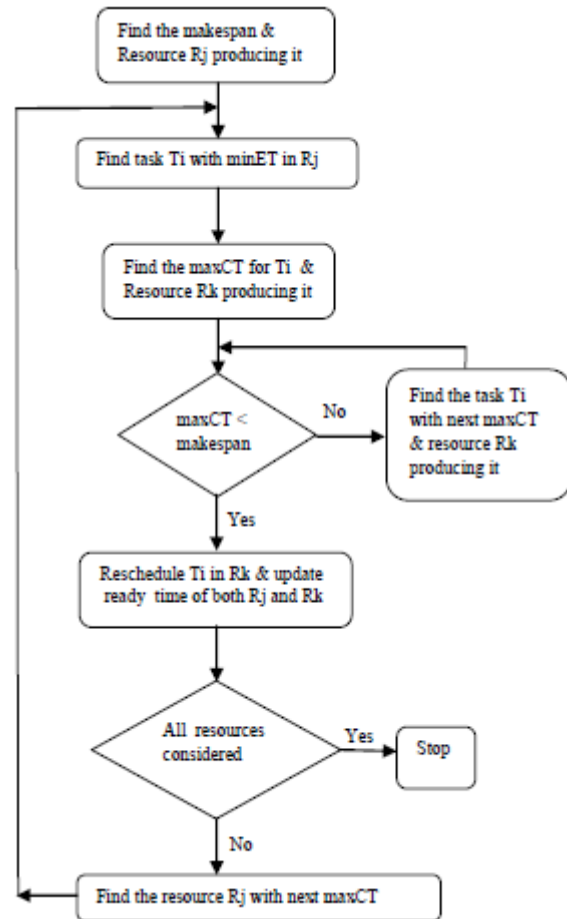 Find the makespan &
Resource Rj producing it
Find task Ti with minET in Rj
Find the maxCT for Ti &
Resource Rk producing it
maxCT <
makespan
No
Find the task Ti
with next maxCT
& resource Rk
producing it
Yes
Reschedule Ti in Rk & update
ready time of both Rj and Rk
All resources
considered
Yes
Stop
No
Find the resource Rj with next maxCT